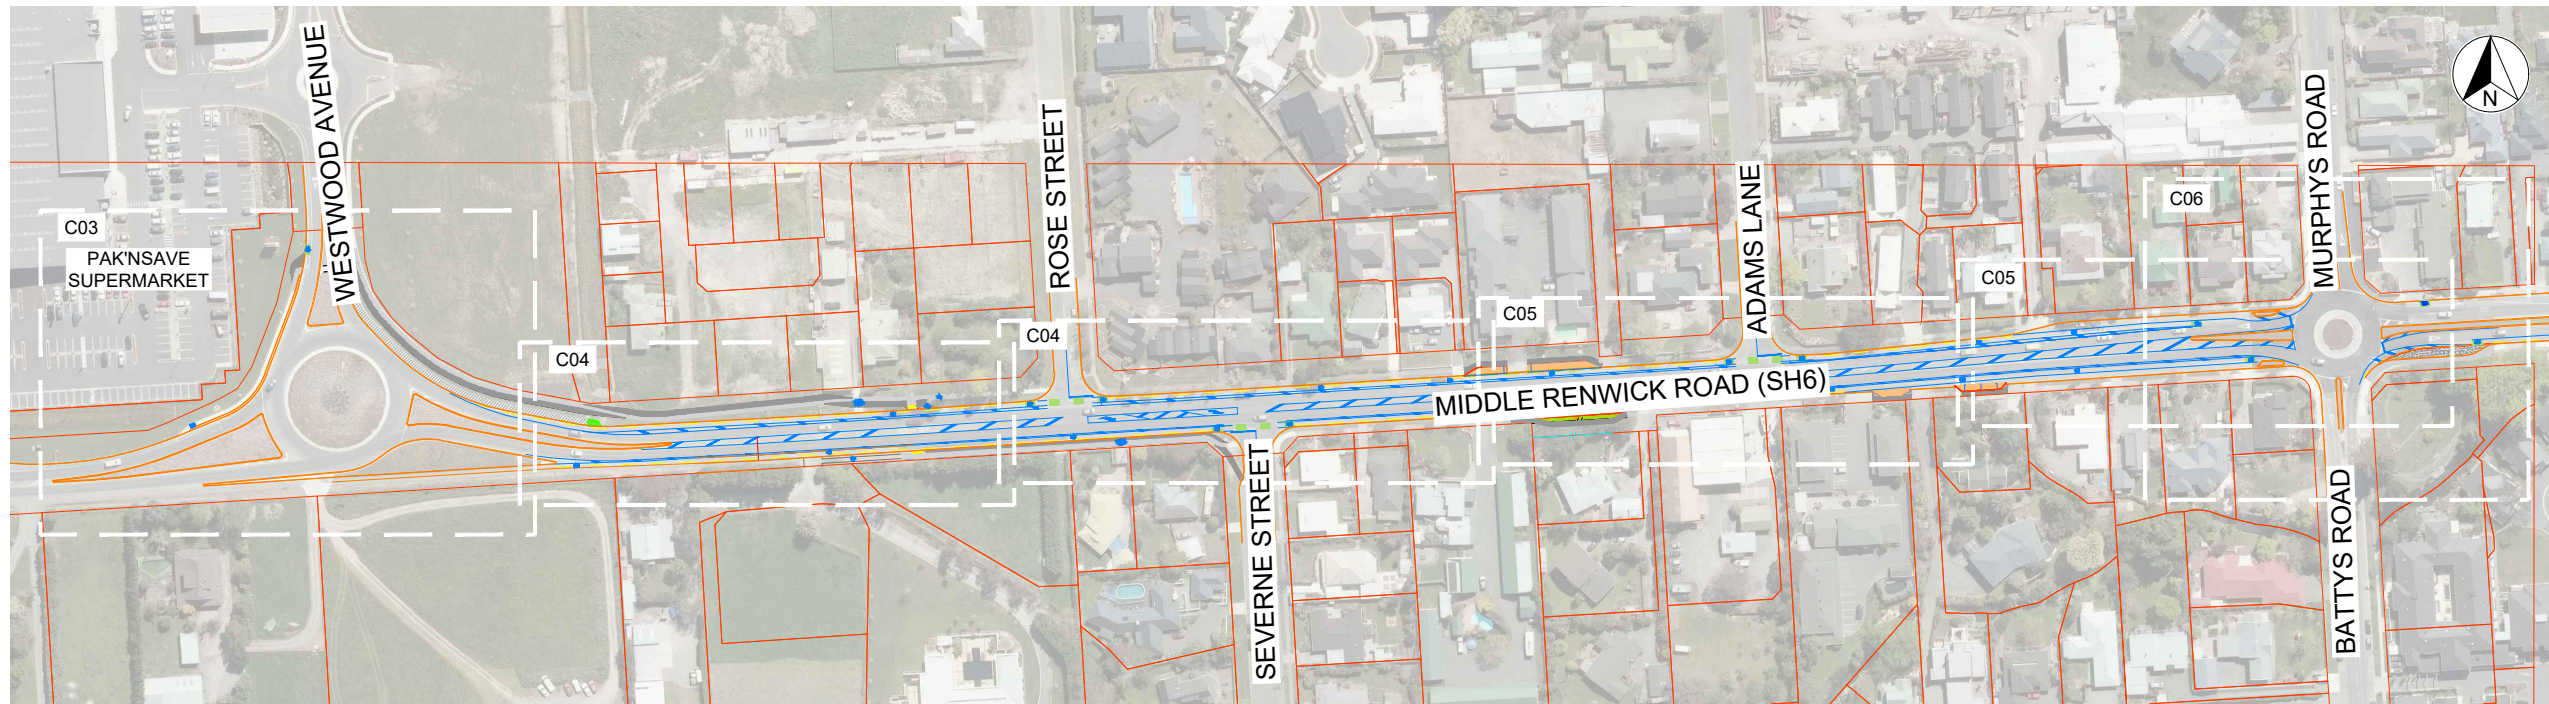 WESTWOOD AVENUE
ROSE STREET
ADAMS LANE
MURPHYS ROAD
N
C03
PAK'NSAVE
SUPERMARKET
C04
C04
C05
C05
C06
MIDDLE RENWICK ROAD (SH6)
SEVERNE STREET
BATTYS ROAD